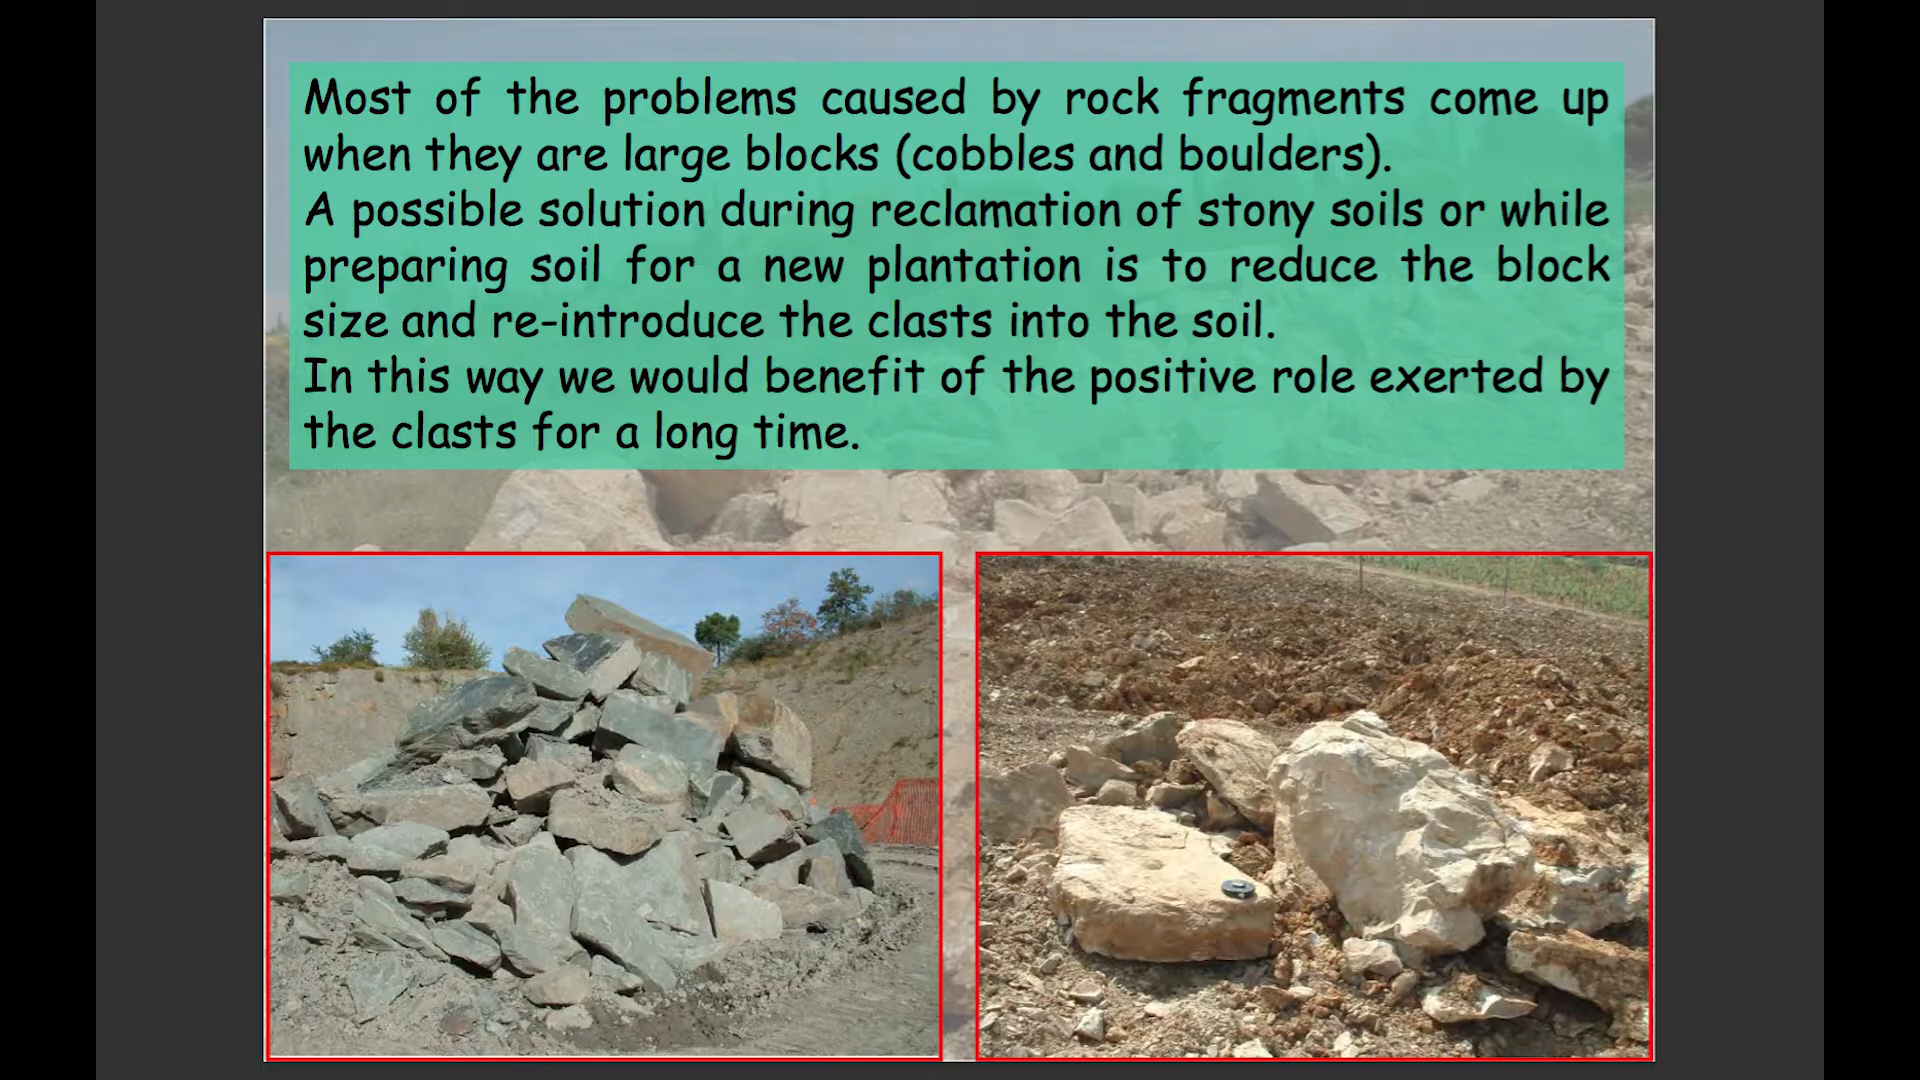 Most of the problems caused by rock fragments come up
when they are large blocks (cobbles and boulders).
A possible solution during reclamation of stony soils or while
preparing soil for a new plantation is to reduce the block
size and re-introduce the clasts into the soil.
In this way we would benefit of the positive role exerted by
the clasts for a long time.